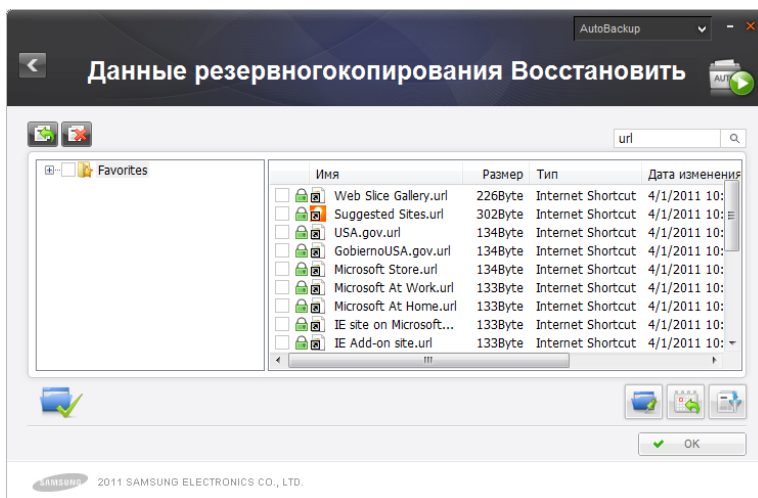 AutoBackup
Данные резервногокопирования Восстановить
AUT
url
Favorites
Имя Размер Тип Дата изменения
Web Slice Gallery.url 226Byte Internet Shortcut 4/1/2011 10:
Suggested Sites.url 302Byte Internet Shortcut 4/1/2011 10:
USA.gov.url 134Byte Internet Shortcut 4/1/2011 10:
GobiernoUSA.gov.url 134Byte Internet Shortcut 4/1/2011 10:
Microsoft Store.url 134Byte Internet Shortcut 4/1/2011 10:
Microsoft At Work.url 133Byte Internet Shortcut 4/1/2011 10:
Microsoft At Home.url 133Byte Internet Shortcut 4/1/2011 10:
IE site on Microsoft... 133Byte Internet Shortcut 4/1/2011 10:
IE Add-on site.url 133Byte Internet Shortcut 4/1/2011 10:
OK
SAMSUNG 2011 SAMSUNG ELECTRONICS CO., LTD.